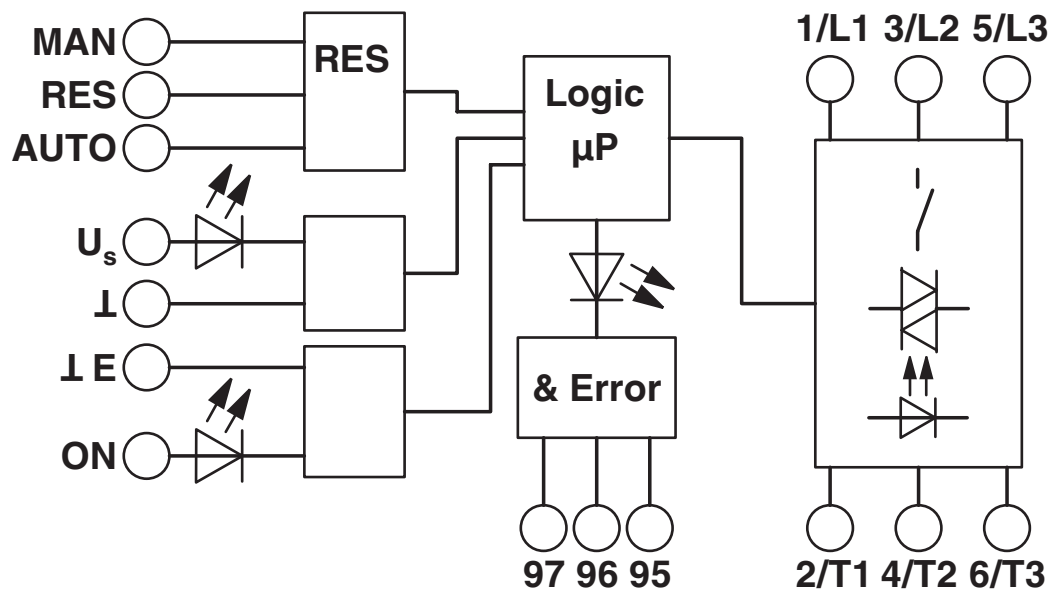 MAN
RES
AUTO
Us
⊥
⊥ E
ON
RES
Logic
µP
& Error
97 96 95
1/L1 3/L2 5/L3
2/T1 4/T2 6/T3